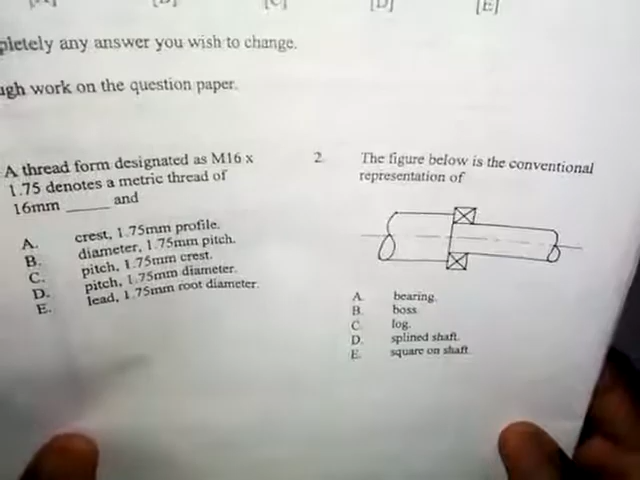 [E]
any answer you wish to change.
work on the question paper.
A thread form designated as M16 x
1.75 denotes a metric thread of
16mm ______ and
A. crest, 1.75mm profile.
B. diameter, 1.75mm pitch.
C. pitch, 1.75mm crest.
D. pitch, 1.75mm diameter.
E. lead, 1.75mm root diameter.
2. The figure below is the conventional
representation of
A. bearing.
B. boss
C. log.
D. splined shaft.
E. square on shaft